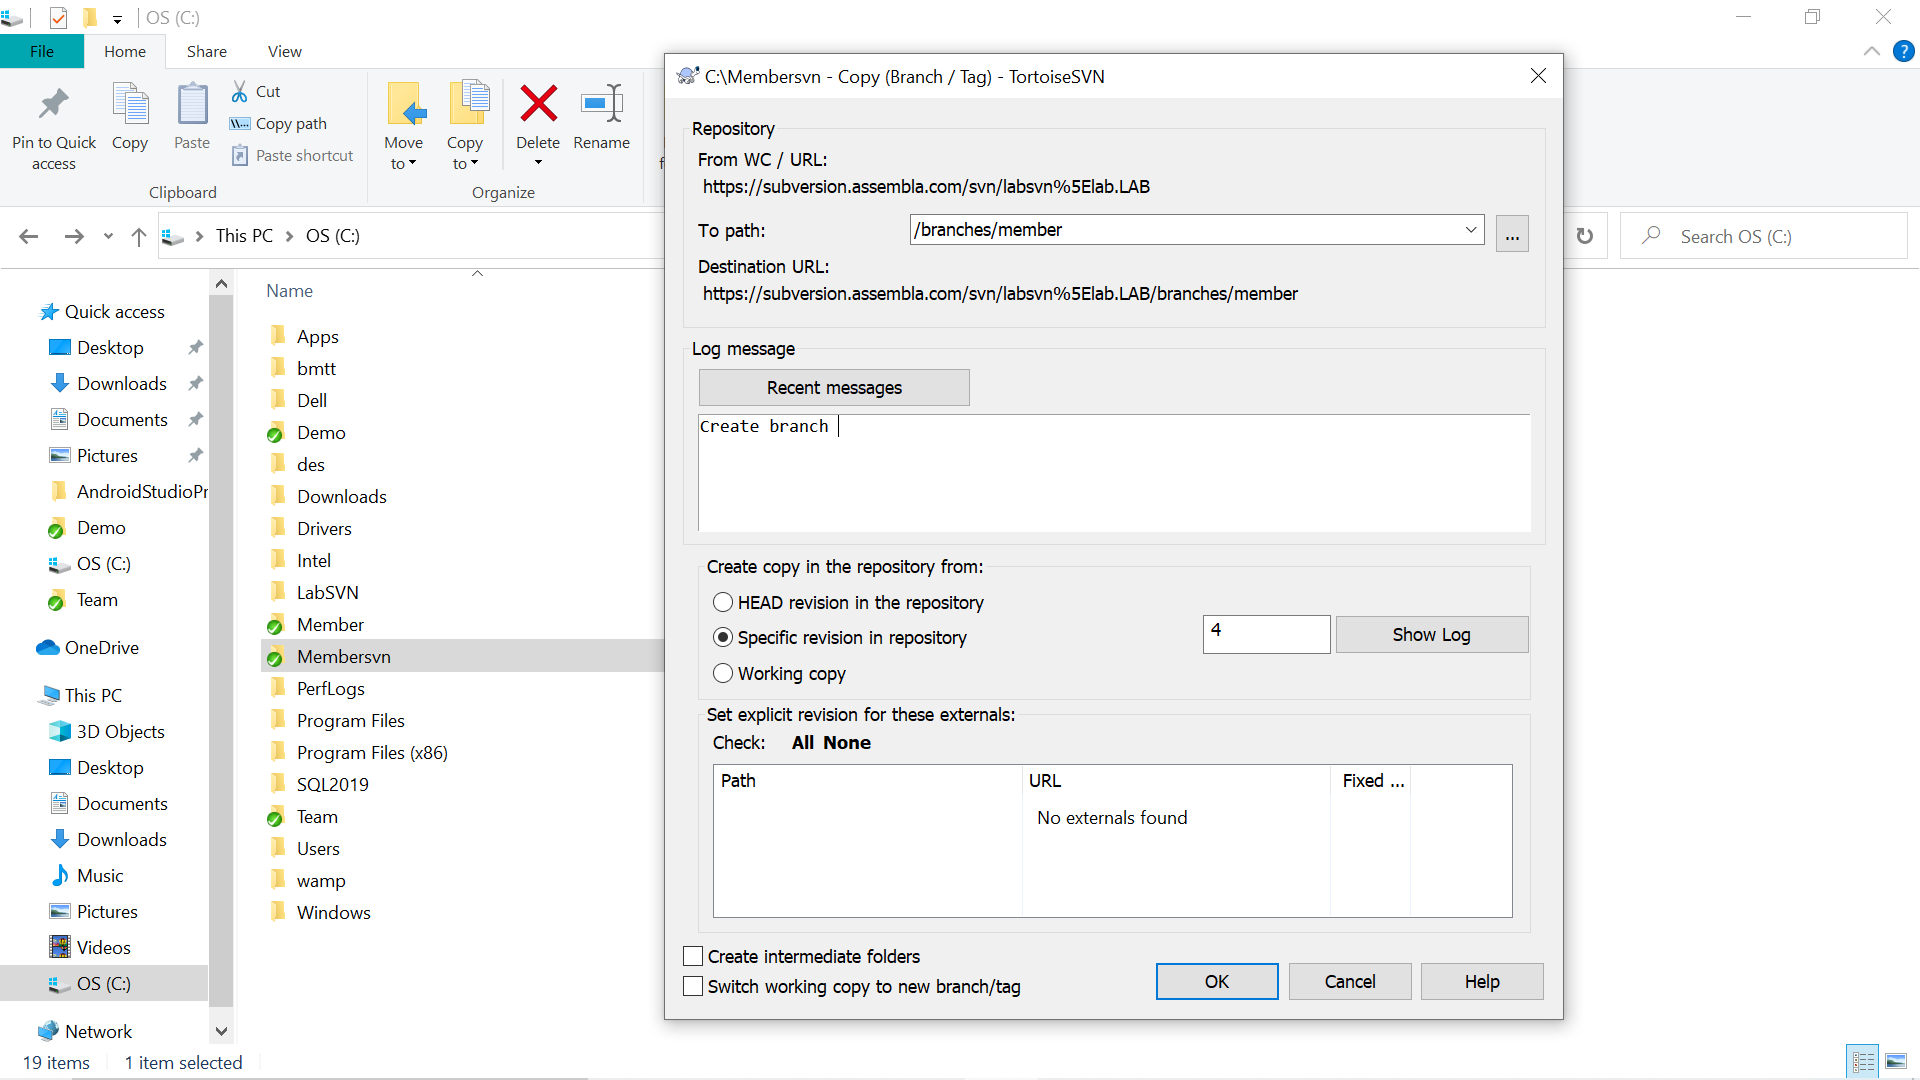 OS (C:)
File Home Share View
Pin to Quick access
Copy
Paste
Cut
Copy path
Paste shortcut
Clipboard
Move to
Copy to
Delete
Rename
Organize
This PC > OS (C:)
Search OS (C:)
Quick access
Desktop
Downloads
Documents
Pictures
AndroidStudioPr
Demo
OS (C:)
Team
OneDrive
This PC
3D Objects
Desktop
Documents
Downloads
Music
Pictures
Videos
OS (C:)
Network
Name
Apps
bmtt
Dell
Demo
des
Downloads
Drivers
Intel
LabSVN
Member
Membersvn
PerfLogs
Program Files
Program Files (x86)
SQL2019
Team
Users
wamp
Windows
19 items 1 item selected
C:\Membersvn - Copy (Branch / Tag) - TortoiseSVN
Repository
From WC / URL:
https://subversion.assembla.com/svn/labsvn%5Elab.LAB
To path: /branches/member ...
Destination URL:
https://subversion.assembla.com/svn/labsvn%5Elab.LAB/branches/member
Log message
Recent messages
Create branch
Create copy in the repository from:
HEAD revision in the repository
Specific revision in repository 4 Show Log
Working copy
Set explicit revision for these externals:
Check: All None
Path URL Fixed ...
No externals found
Create intermediate folders
Switch working copy to new branch/tag
OK Cancel Help